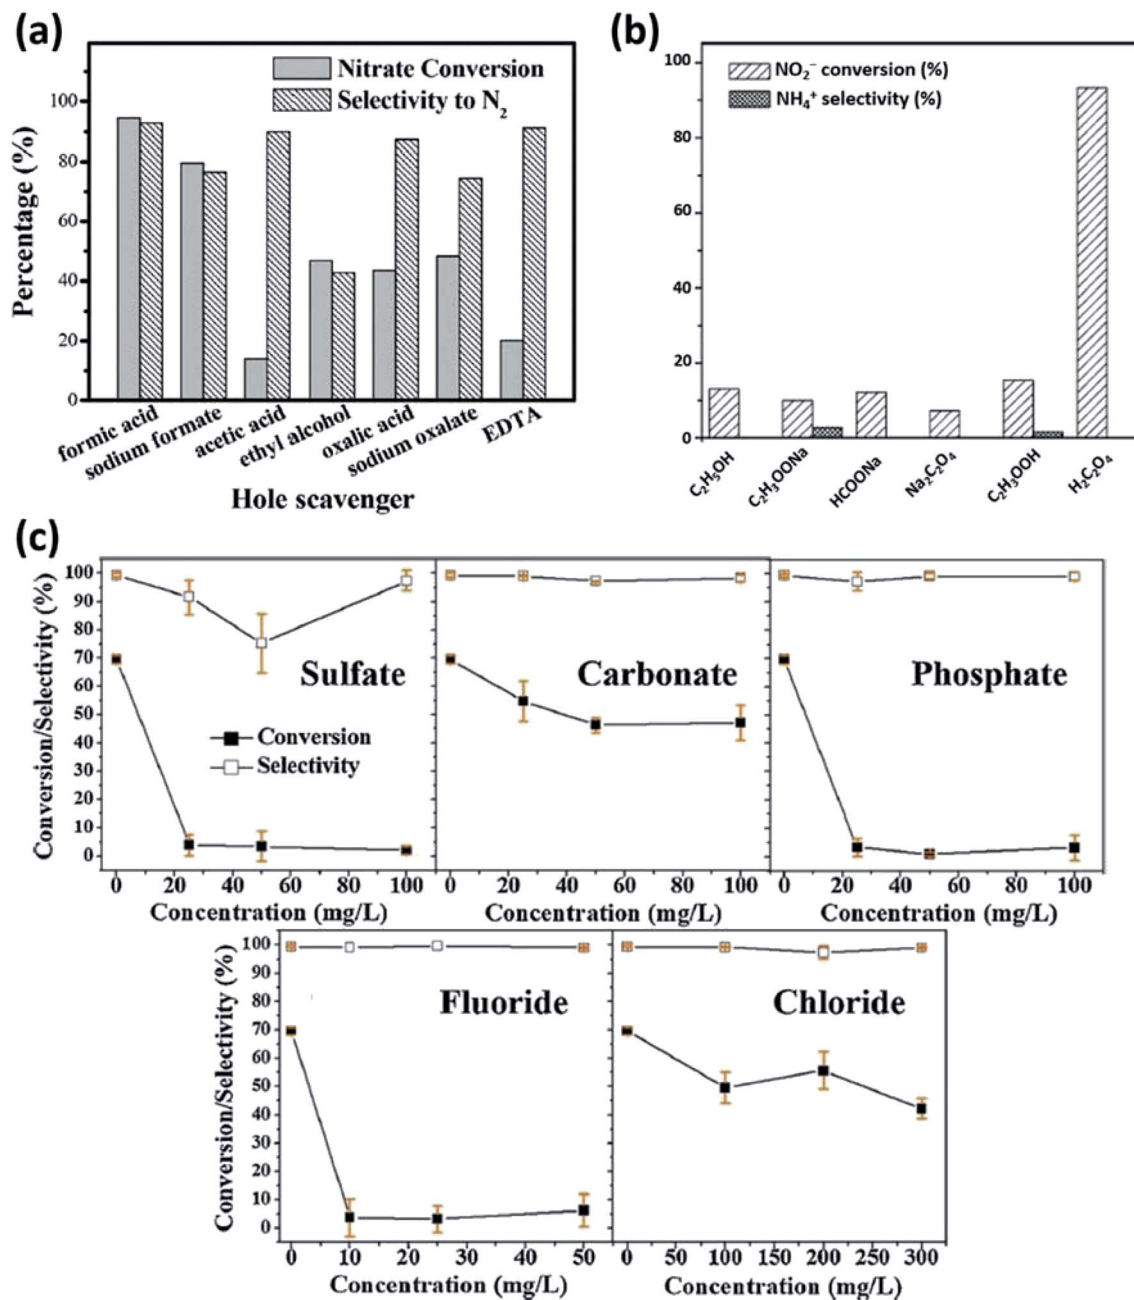 (a)
Nitrate Conversion
Selectivity to N₂
Percentage (%)
100
80
60
40
20
0
formic acid
sodium formate
acetic acid
ethyl alcohol
oxalic acid
sodium oxalate
EDTA
Hole scavenger
(b)
NO₂⁻ conversion (%)
NH₄⁺ selectivity (%)
100
80
60
40
20
0
C₂H₅OH
C₂H₃OONa
HCOONa
Na₂C₂O₄
C₂H₃OOH
H₂C₂O₄
(c)
Conversion/Selectivity (%)
100
90
80
70
60
50
40
30
20
10
0
Sulfate
Conversion
Selectivity
0 20 40 60 80 100
Concentration (mg/L)
Carbonate
0 20 40 60 80 100
Concentration (mg/L)
Phosphate
0 20 40 60 80 100
Concentration (mg/L)
Conversion/Selectivity (%)
100
90
80
70
60
50
40
30
20
10
0
Fluoride
0 10 20 30 40 50
Concentration (mg/L)
Chloride
0 50 100 150 200 250 300
Concentration (mg/L)